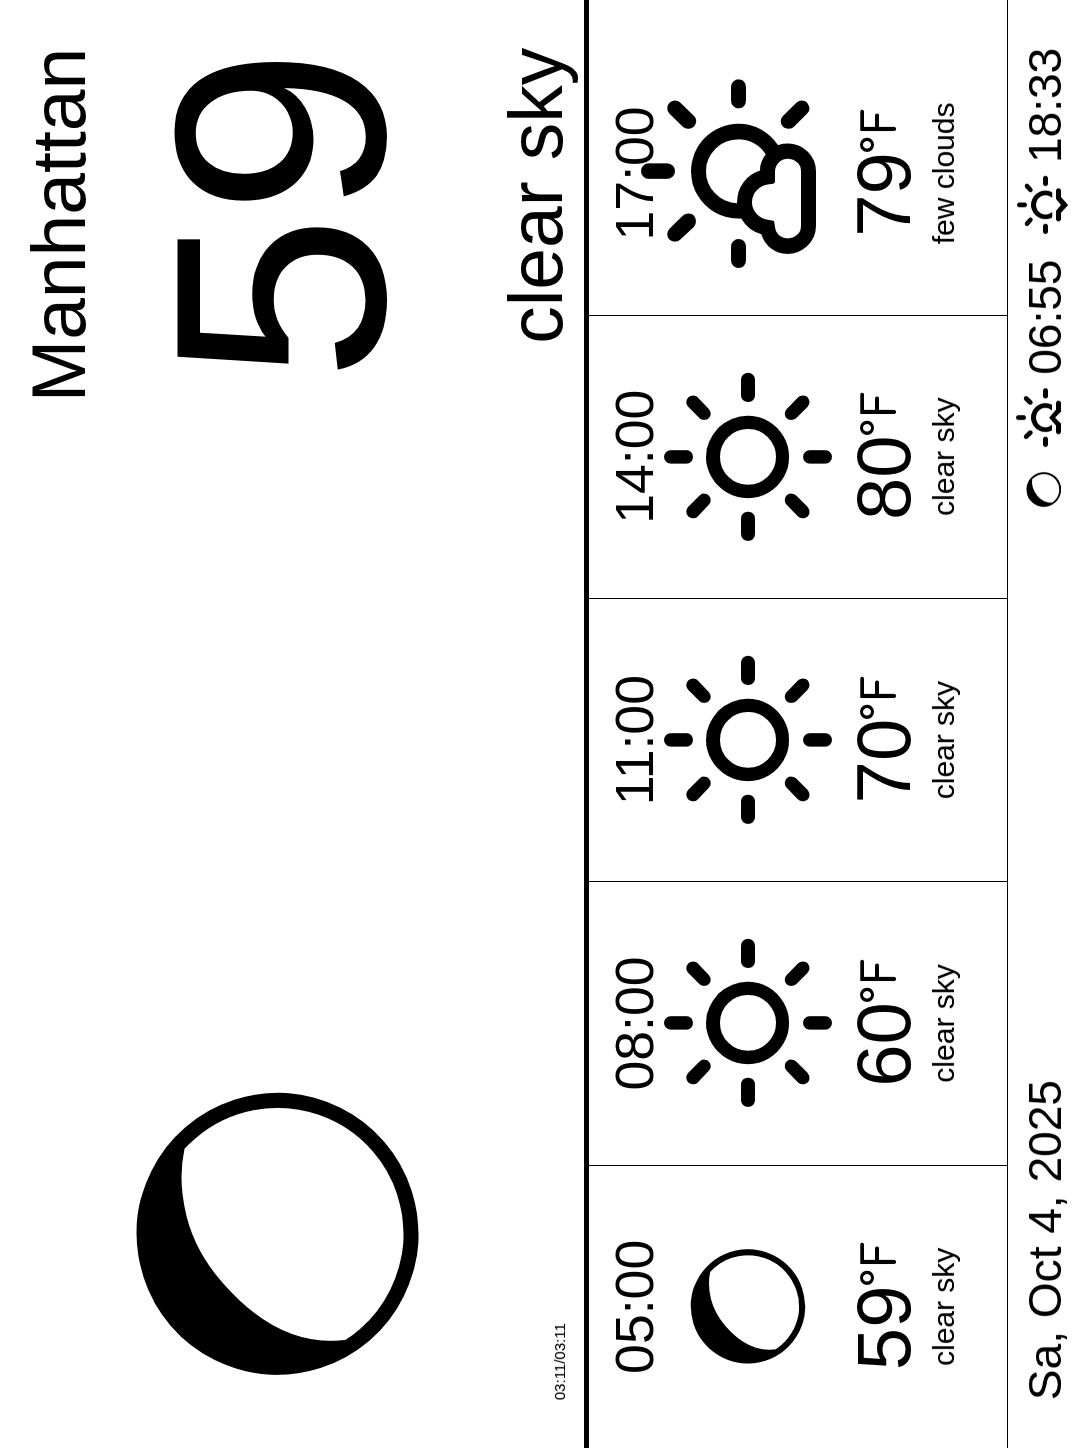 Manhattan
59
clear sky
03:11/03:11
05:00
59°F
clear sky
08:00
60°F
clear sky
11:00
70°F
clear sky
14:00
80°F
clear sky
17:00
79°F
few clouds
Sa, Oct 4, 2025
06:55
18:33